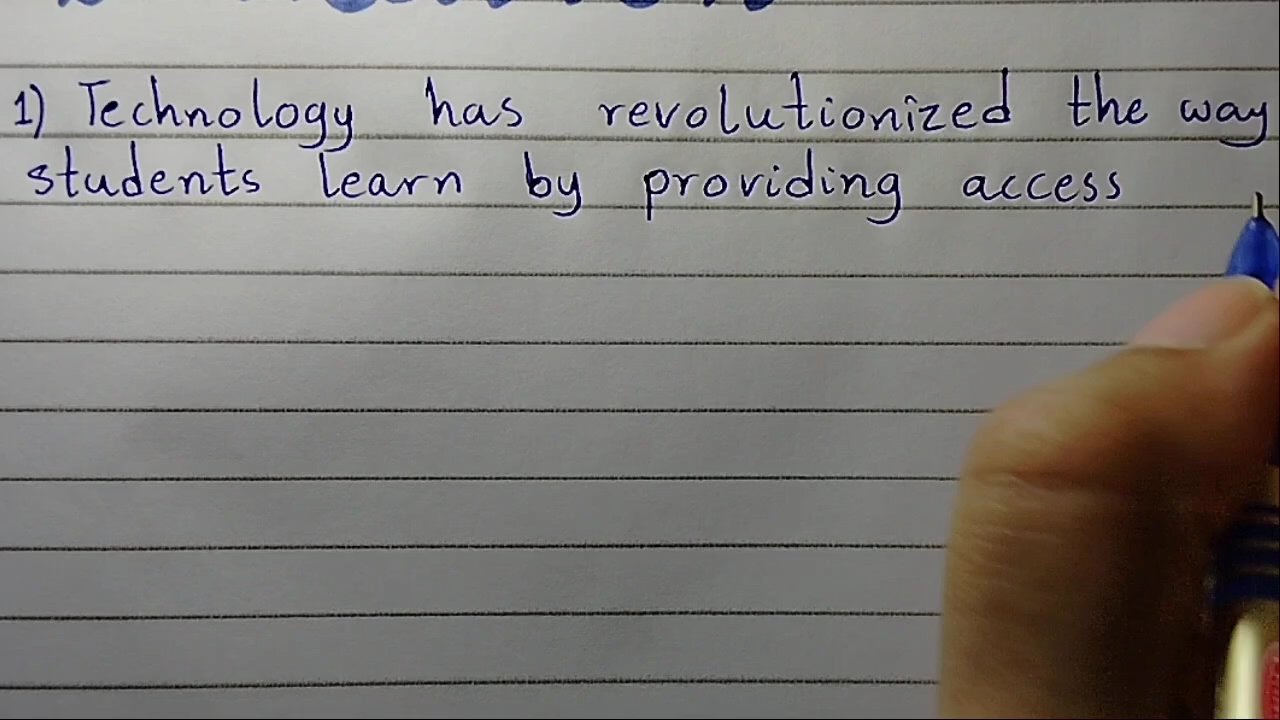 1) Technology has revolutionized the way
students learn by providing access